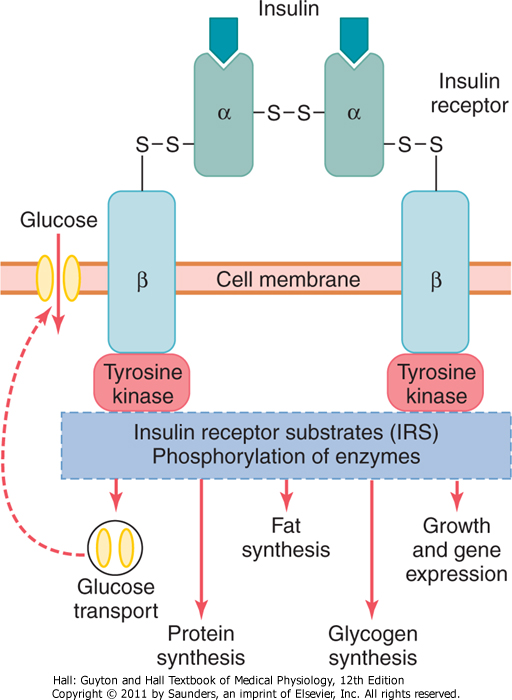 Insulin
α
α
S–S
Insulin
receptor
S–S
S–S
Glucose
β
Cell membrane
β
Tyrosine
kinase
Tyrosine
kinase
Insulin receptor substrates (IRS)
Phosphorylation of enzymes
Glucose
transport
Fat
synthesis
Growth
and gene
expression
Protein
synthesis
Glycogen
synthesis
Hall: Guyton and Hall Textbook of Medical Physiology, 12th Edition
Copyright © 2011 by Saunders, an imprint of Elsevier, Inc. All rights reserved.